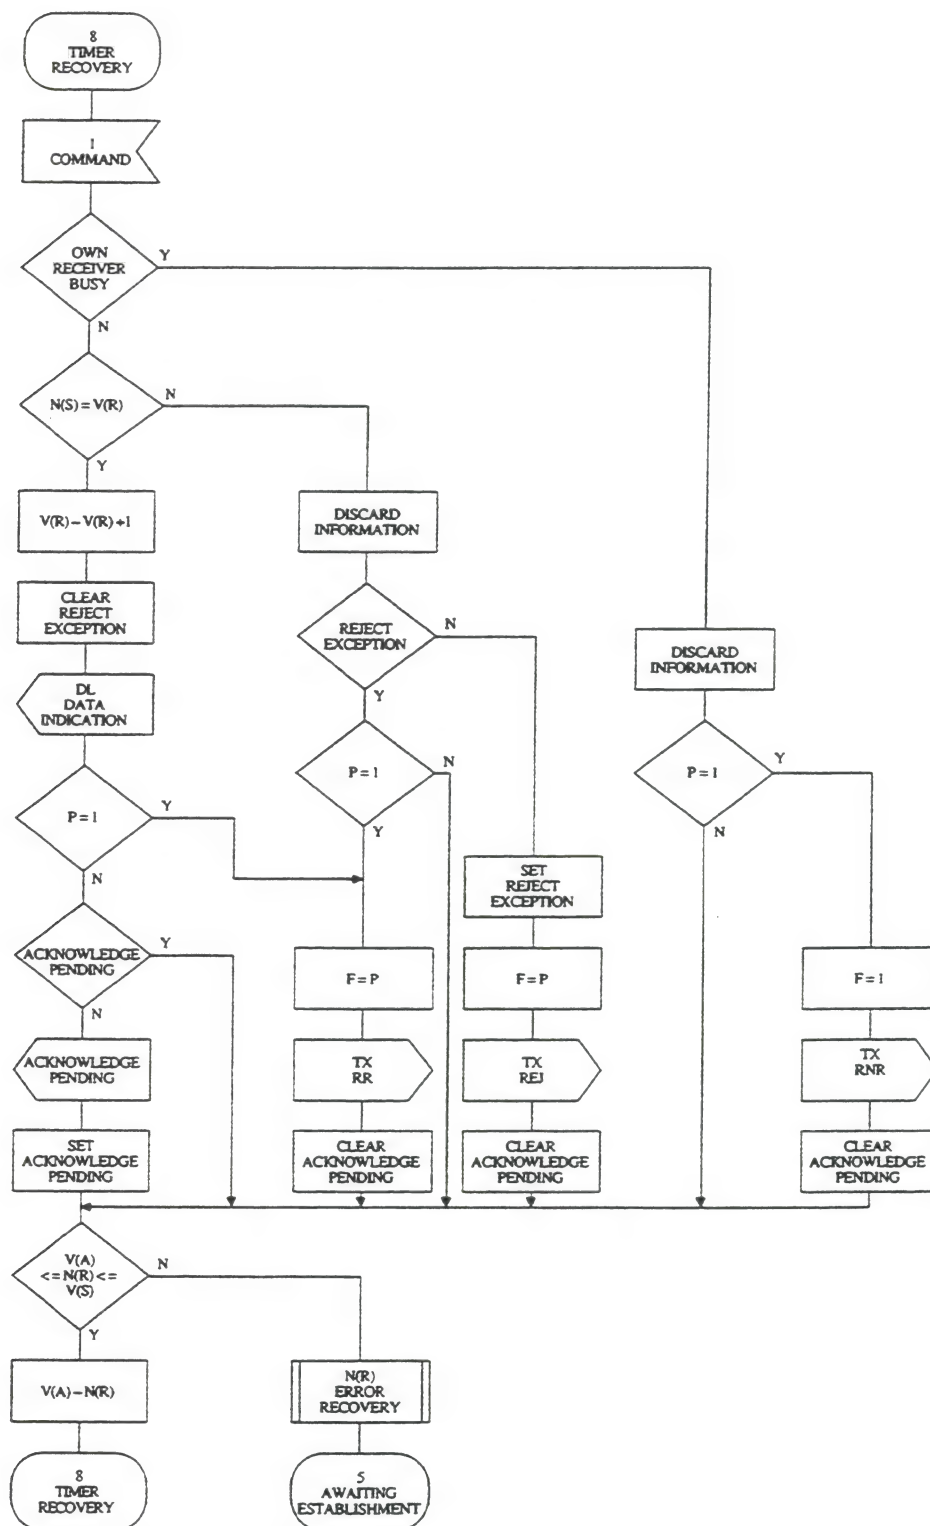 8
TIMER
RECOVERY
I
COMMAND
OWN
RECEIVER
BUSY
Y
N
N(S) = V(R)
N
Y
V(R) – V(R) +1
DISCARD
INFORMATION
CLEAR
REJECT
EXCEPTION
REJECT
EXCEPTION
N
Y
DISCARD
INFORMATION
DL
DATA
INDICATION
P = 1
N
Y
P = 1
Y
N
P = 1
Y
N
SET
REJECT
EXCEPTION
ACKNOWLEDGE
PENDING
Y
N
F = P
F = P
F = 1
ACKNOWLEDGE
PENDING
TX
RR
TX
REJ
TX
RNR
SET
ACKNOWLEDGE
PENDING
CLEAR
ACKNOWLEDGE
PENDING
CLEAR
ACKNOWLEDGE
PENDING
CLEAR
ACKNOWLEDGE
PENDING
V(A)
<= N(R) <=
V(S)
N
Y
V(A) – N(R)
N(R)
ERROR
RECOVERY
8
TIMER
RECOVERY
5
AWAITING
ESTABLISHMENT